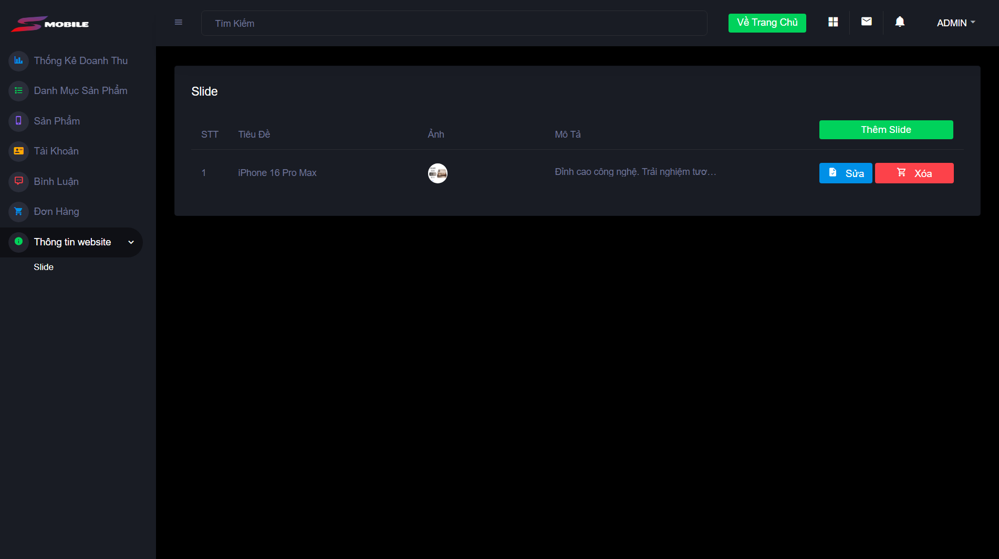 MOBILE
Tìm Kiếm
Về Trang Chủ
ADMIN
Thống Kê Doanh Thu
Danh Mục Sản Phẩm
Sản Phẩm
Tài Khoản
Bình Luận
Đơn Hàng
Thông tin website
Slide
Slide
STT Tiêu Đề Ảnh Mô Tả Thêm Slide
1 iPhone 16 Pro Max Đỉnh cao công nghệ. Trải nghiệm tươ… Sửa Xóa